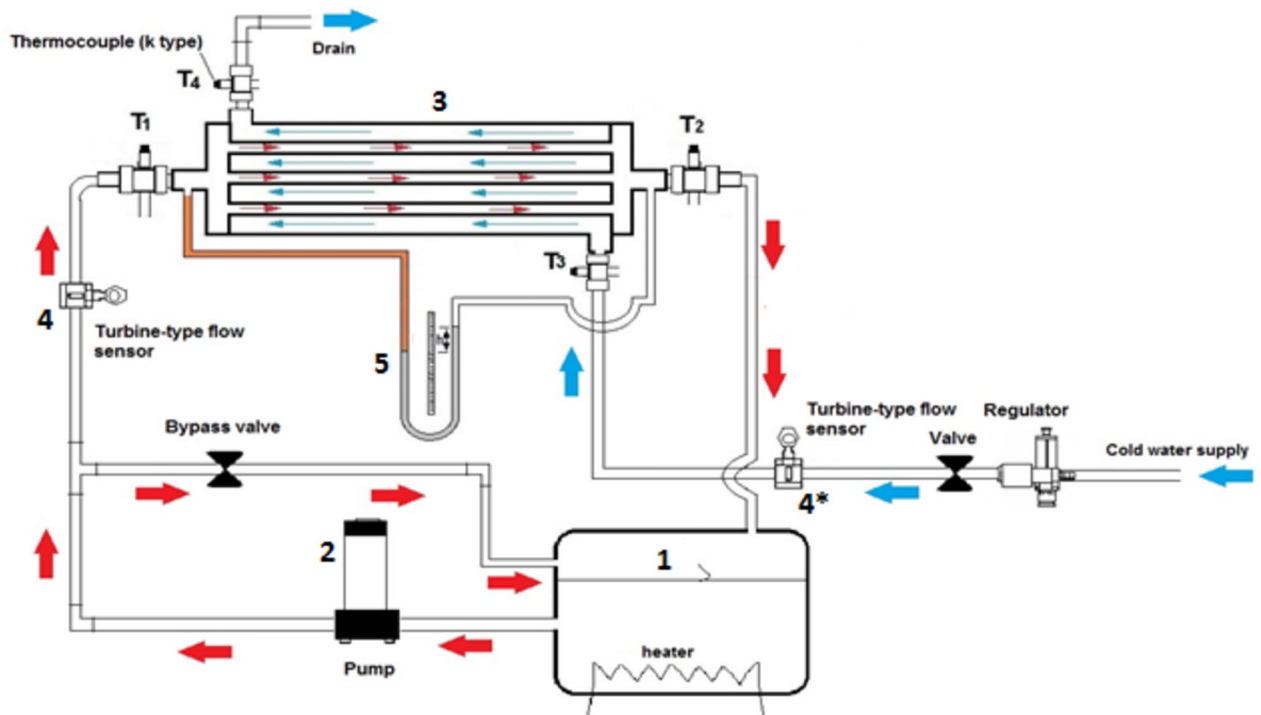 Thermocouple (k type)
Drain
T4
3
T1
T2
T3
4
Turbine-type flow
sensor
5
Turbine-type flow
sensor
Regulator
Bypass valve
Valve
Cold water supply
4*
2
1
heater
Pump